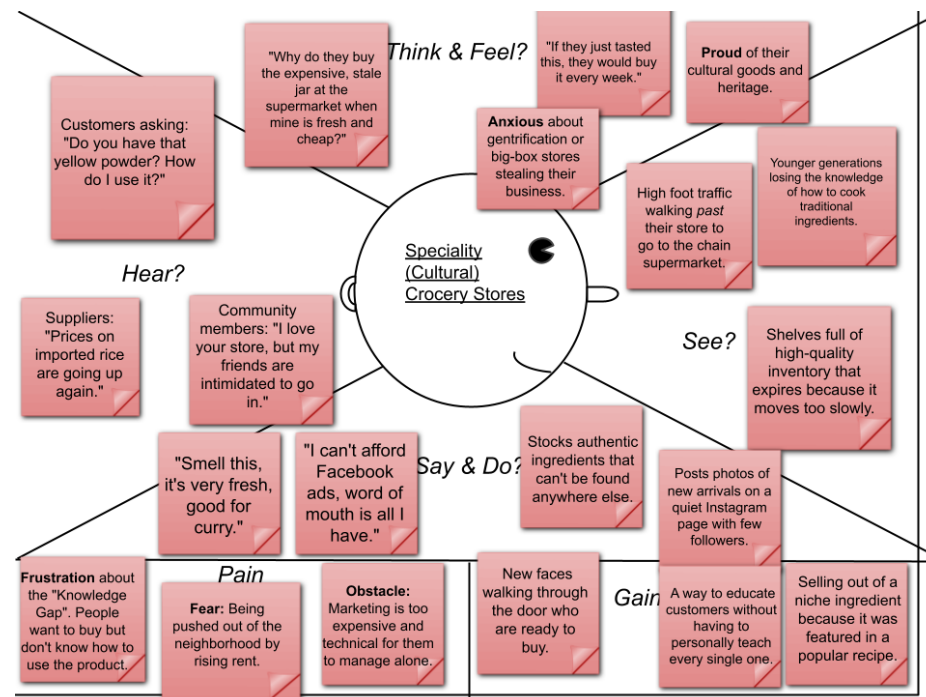 Think & Feel?
"Why do they buy
the expensive, stale
jar at the
supermarket when
mine is fresh and
cheap?"
"If they just tasted
this, they would buy
it every week."
Proud of their
cultural goods and
heritage.
Anxious about
gentrification or
big-box stores
stealing their
business.
Customers asking:
"Do you have that
yellow powder? How
do I use it?"
Hear?
Suppliers:
"Prices on
imported rice
are going up
again."
Community
members: "I love
your store, but my
friends are
intimidated to go
in."
Speciality
(Cultural)
Crocery Stores
High foot traffic
walking past
their store to
go to the chain
supermarket.
Younger generations
losing the knowledge
of how to cook
traditional
ingredients.
See?
Shelves full of
high-quality
inventory that
expires because it
moves too slowly.
Say & Do?
"Smell this,
it's very fresh,
good for
curry."
"I can't afford
Facebook
ads, word of
mouth is all I
have."
Stocks authentic
ingredients that
can't be found
anywhere else.
Posts photos of
new arrivals on a
quiet Instagram
page with few
followers.
Pain
Frustration about
the "Knowledge
Gap". People
want to buy but
don't know how to
use the product.
Fear: Being
pushed out of the
neighborhood by
rising rent.
Obstacle:
Marketing is too
expensive and
technical for them
to manage alone.
Gain
New faces
walking through
the door who
are ready to
buy.
A way to educate
customers without
having to
personally teach
every single one.
Selling out of a
niche ingredient
because it was
featured in a
popular recipe.